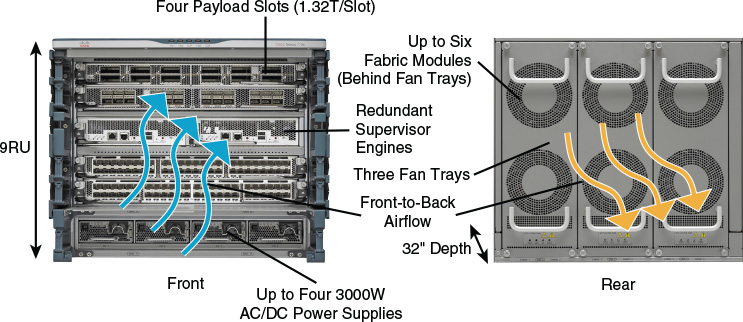 Four Payload Slots (1.32T/Slot)
Up to Six
Fabric Modules
(Behind Fan Trays)
Redundant
Supervisor
Engines
9RU
Three Fan Trays
Front-to-Back
Airflow
32" Depth
Front
Rear
Up to Four 3000W
AC/DC Power Supplies